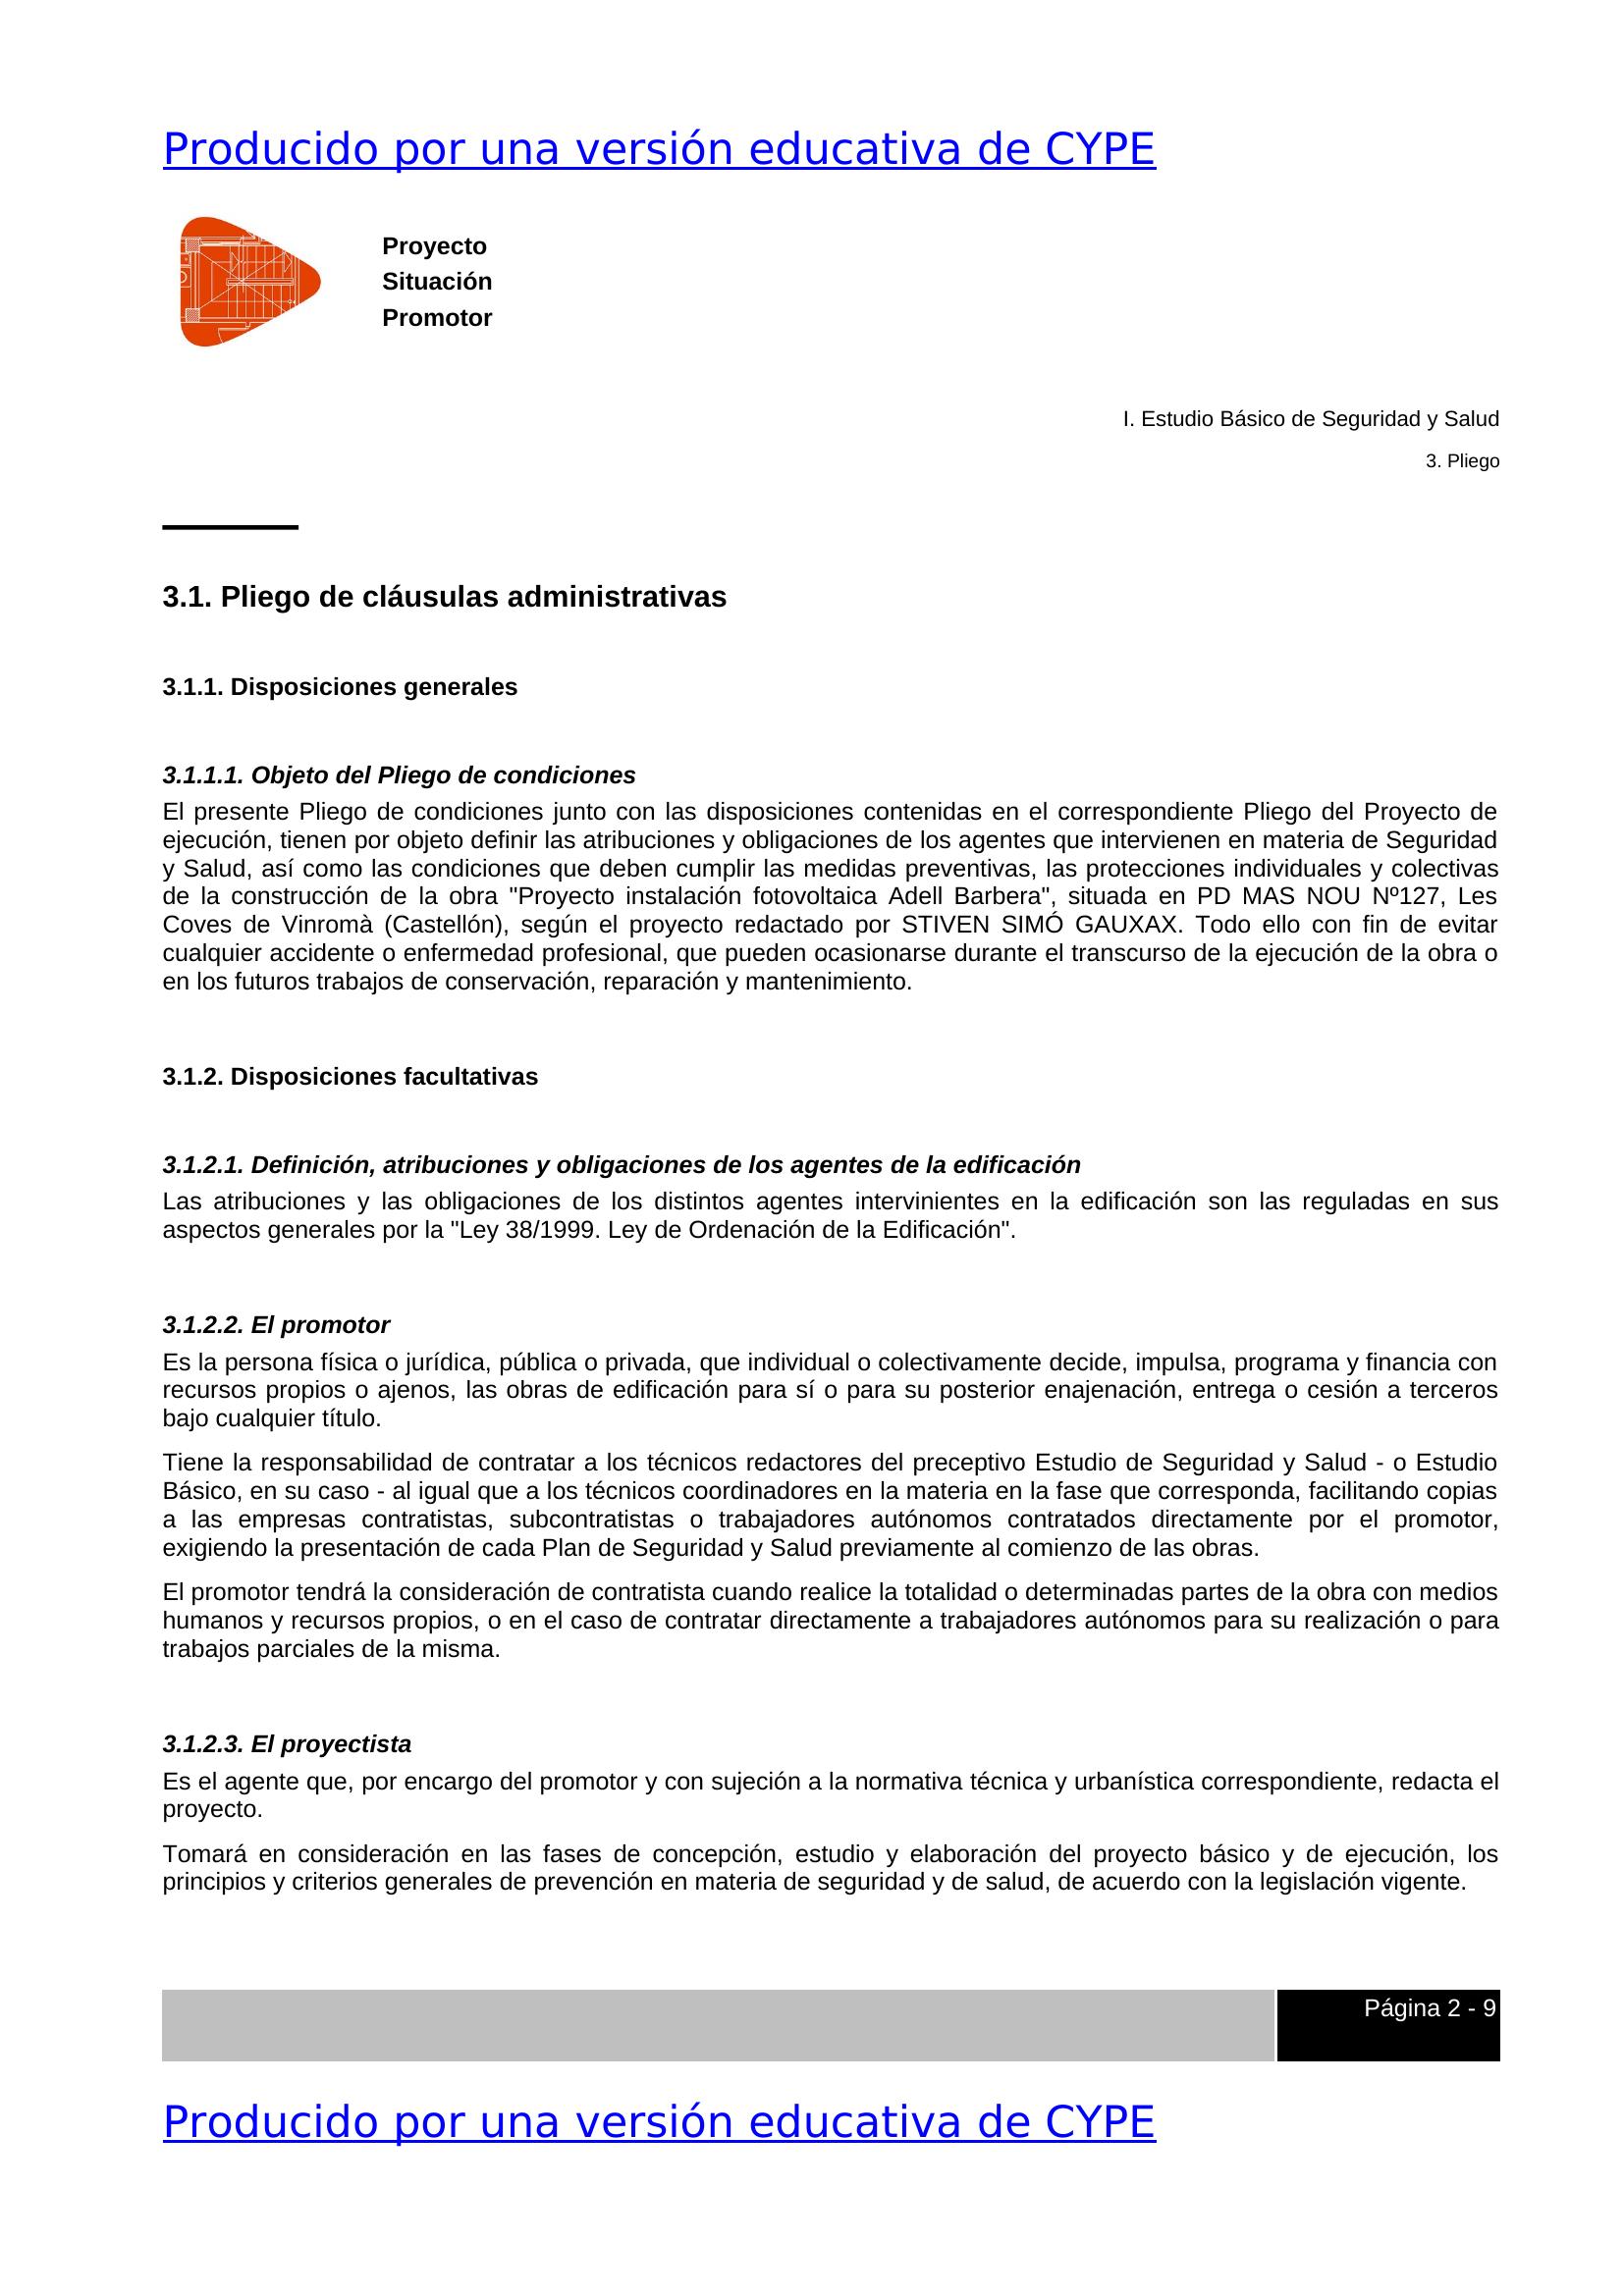 Producido por una versión educativa de CYPE
Proyecto
Situación
Promotor
I. Estudio Básico de Seguridad y Salud
3. Pliego
3.1. Pliego de cláusulas administrativas
3.1.1. Disposiciones generales
3.1.1.1. Objeto del Pliego de condiciones
El presente Pliego de condiciones junto con las disposiciones contenidas en el correspondiente Pliego del Proyecto de
ejecución, tienen por objeto definir las atribuciones y obligaciones de los agentes que intervienen en materia de Seguridad
y Salud, así como las condiciones que deben cumplir las medidas preventivas, las protecciones individuales y colectivas
de la construcción de la obra "Proyecto instalación fotovoltaica Adell Barbera", situada en PD MAS NOU Nº127, Les
Coves de Vinromà (Castellón), según el proyecto redactado por STIVEN SIMÓ GAUXAX. Todo ello con fin de evitar
cualquier accidente o enfermedad profesional, que pueden ocasionarse durante el transcurso de la ejecución de la obra o
en los futuros trabajos de conservación, reparación y mantenimiento.
3.1.2. Disposiciones facultativas
3.1.2.1. Definición, atribuciones y obligaciones de los agentes de la edificación
Las atribuciones y las obligaciones de los distintos agentes intervinientes en la edificación son las reguladas en sus
aspectos generales por la "Ley 38/1999. Ley de Ordenación de la Edificación".
3.1.2.2. El promotor
Es la persona física o jurídica, pública o privada, que individual o colectivamente decide, impulsa, programa y financia con
recursos propios o ajenos, las obras de edificación para sí o para su posterior enajenación, entrega o cesión a terceros
bajo cualquier título.
Tiene la responsabilidad de contratar a los técnicos redactores del preceptivo Estudio de Seguridad y Salud - o Estudio
Básico, en su caso - al igual que a los técnicos coordinadores en la materia en la fase que corresponda, facilitando copias
a las empresas contratistas, subcontratistas o trabajadores autónomos contratados directamente por el promotor,
exigiendo la presentación de cada Plan de Seguridad y Salud previamente al comienzo de las obras.
El promotor tendrá la consideración de contratista cuando realice la totalidad o determinadas partes de la obra con medios
humanos y recursos propios, o en el caso de contratar directamente a trabajadores autónomos para su realización o para
trabajos parciales de la misma.
3.1.2.3. El proyectista
Es el agente que, por encargo del promotor y con sujeción a la normativa técnica y urbanística correspondiente, redacta el
proyecto.
Tomará en consideración en las fases de concepción, estudio y elaboración del proyecto básico y de ejecución, los
principios y criterios generales de prevención en materia de seguridad y de salud, de acuerdo con la legislación vigente.
Página 2 - 9
Producido por una versión educativa de CYPE